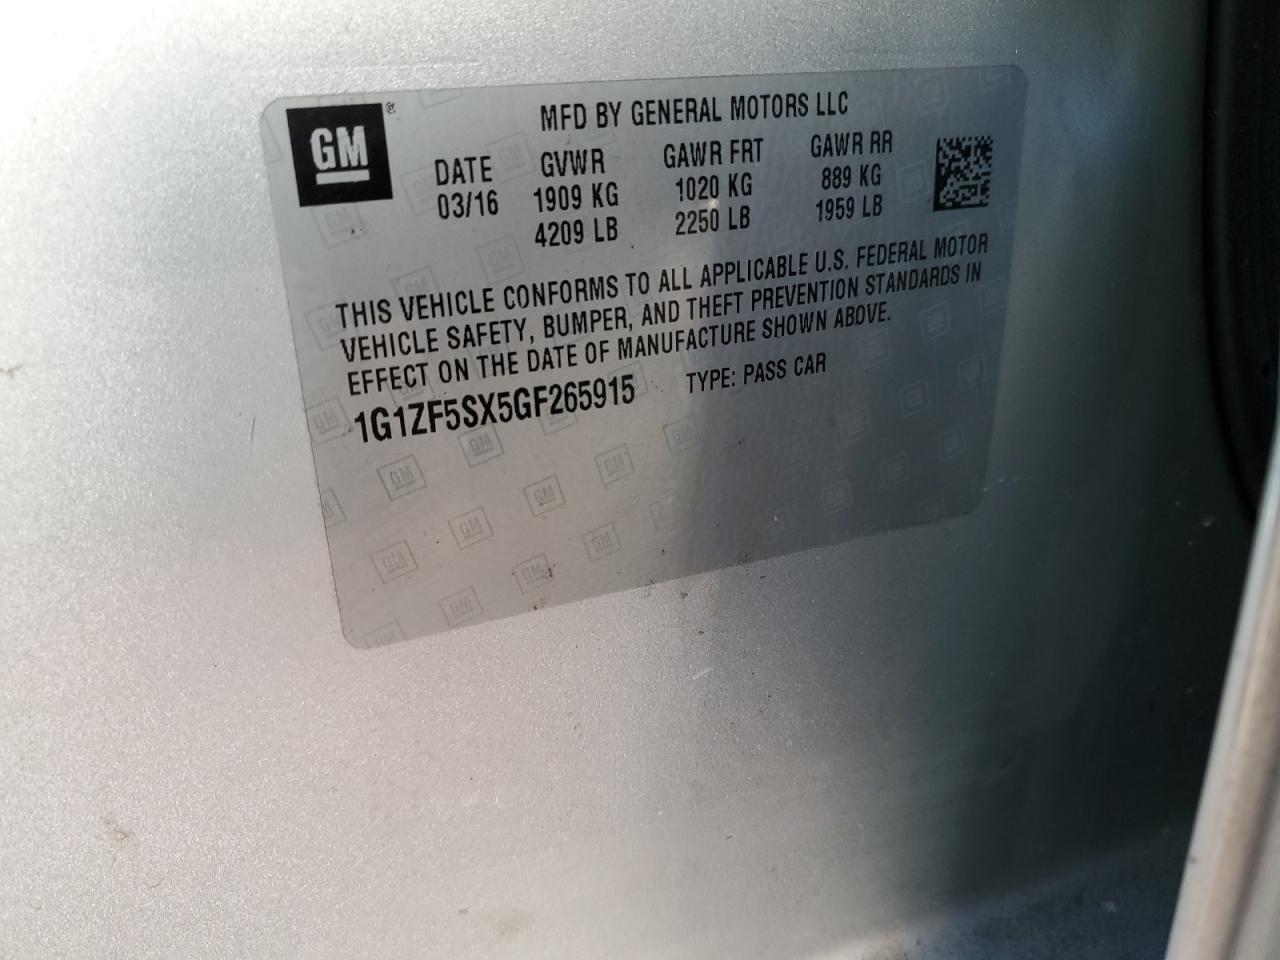 GM®
MFD BY GENERAL MOTORS LLC
DATE GVWR GAWR FRT GAWR RR
03/16 1909 KG 1020 KG 889 KG
4209 LB 2250 LB 1959 LB
THIS VEHICLE CONFORMS TO ALL APPLICABLE U.S. FEDERAL MOTOR
VEHICLE SAFETY, BUMPER, AND THEFT PREVENTION STANDARDS IN
EFFECT ON THE DATE OF MANUFACTURE SHOWN ABOVE.
1G1ZF5SX5GF265915 TYPE: PASS CAR